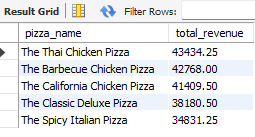 Result Grid Filter Rows:
pizza_name total_revenue
The Thai Chicken Pizza 43434.25
The Barbecue Chicken Pizza 42768.00
The California Chicken Pizza 41409.50
The Classic Deluxe Pizza 38180.50
The Spicy Italian Pizza 34831.25